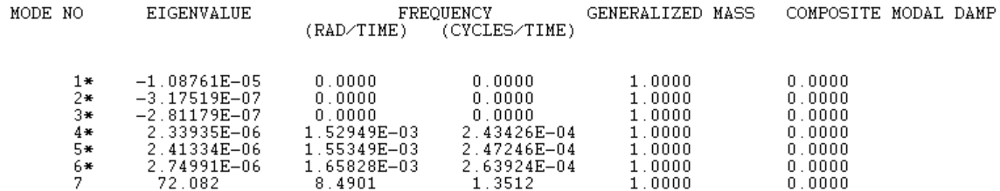 MODE NO EIGENVALUE FREQUENCY GENERALIZED MASS COMPOSITE MODAL DAMP
(RAD/TIME) (CYCLES/TIME)
1* -1.08761E-05 0.0000 0.0000 1.0000 0.0000
2* -3.17519E-07 0.0000 0.0000 1.0000 0.0000
3* -2.81179E-07 0.0000 0.0000 1.0000 0.0000
4* 2.33935E-06 1.52949E-03 2.43426E-04 1.0000 0.0000
5* 2.41334E-06 1.55349E-03 2.47246E-04 1.0000 0.0000
6* 2.74991E-06 1.65828E-03 2.63924E-04 1.0000 0.0000
7 72.082 8.4901 1.3512 1.0000 0.0000